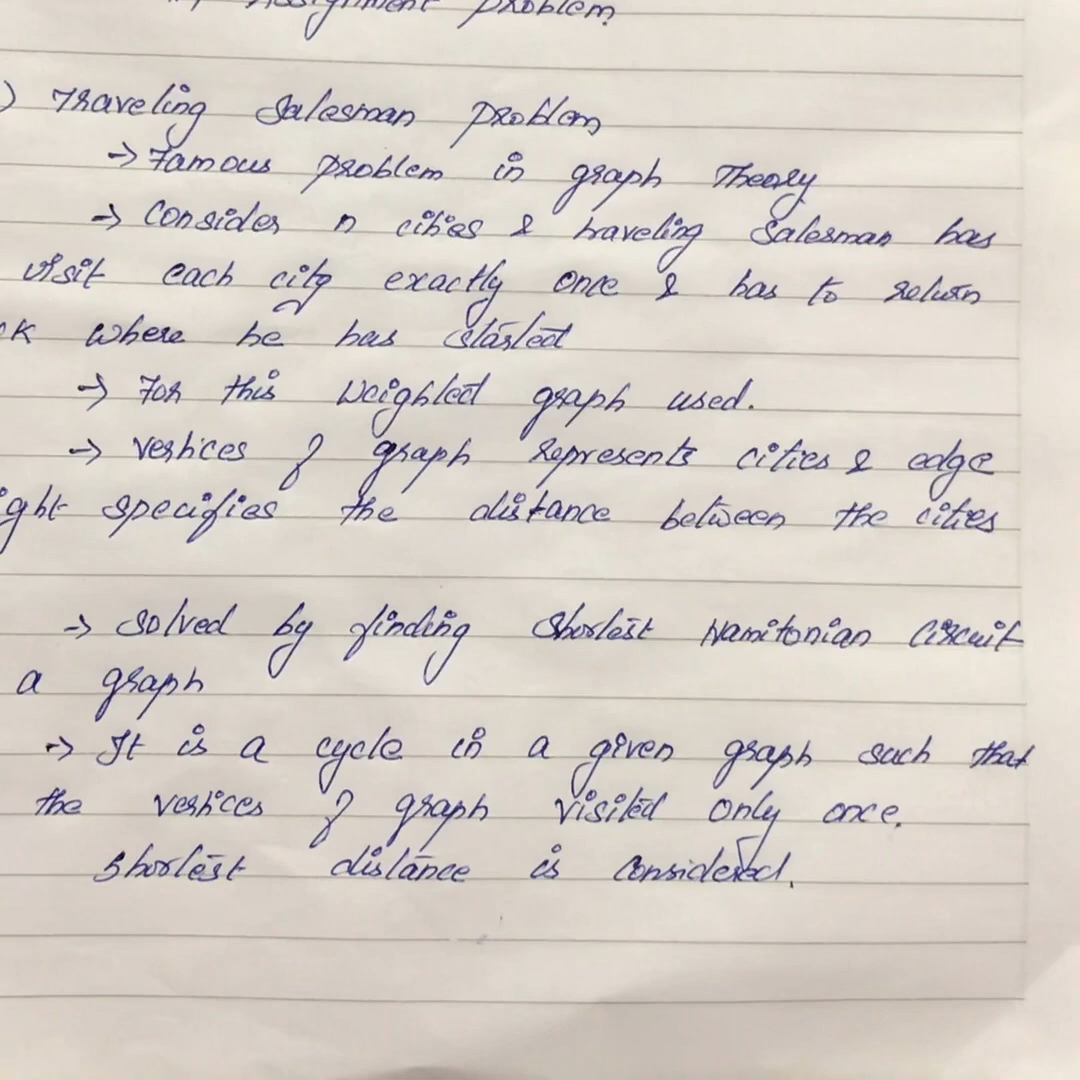 Assignment problem
) Traveling Salesman problem
-> Famous problem in graph Theory
-> Consider n cities & traveling Salesman has
visit each city exactly once & has to return
ck where he has started
-> For this weighted graph used.
-> vertices of graph represents cities & edge
ight specifies the distance between the cities
-> solved by finding shortest Hamitonian Circuit
a graph
-> It is a cycle in a given graph such that
the vertices of graph visited only once.
shortest distance is considered.